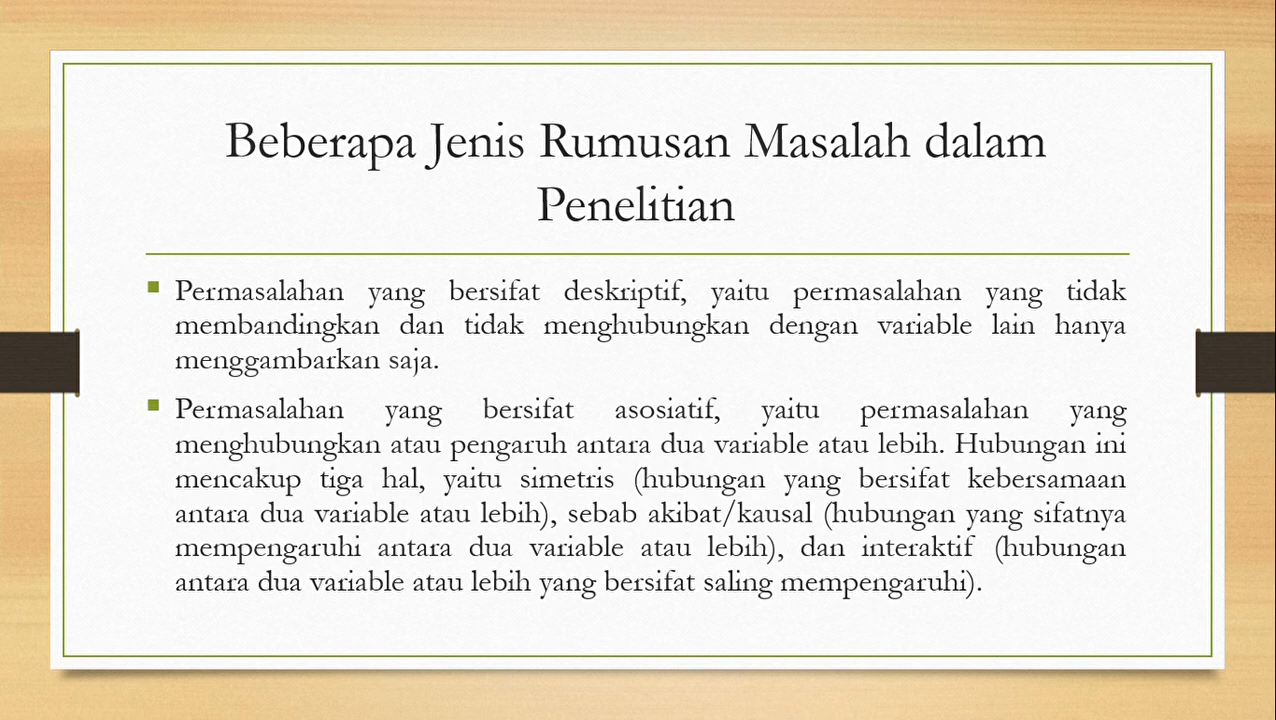 Beberapa Jenis Rumusan Masalah dalam
Penelitian
Permasalahan yang bersifat deskriptif, yaitu permasalahan yang tidak
membandingkan dan tidak menghubungkan dengan variable lain hanya
menggambarkan saja.
Permasalahan yang bersifat asosiatif, yaitu permasalahan yang
menghubungkan atau pengaruh antara dua variable atau lebih. Hubungan ini
mencakup tiga hal, yaitu simetris (hubungan yang bersifat kebersamaan
antara dua variable atau lebih), sebab akibat/kausal (hubungan yang sifatnya
mempengaruhi antara dua variable atau lebih), dan interaktif (hubungan
antara dua variable atau lebih yang bersifat saling mempengaruhi).